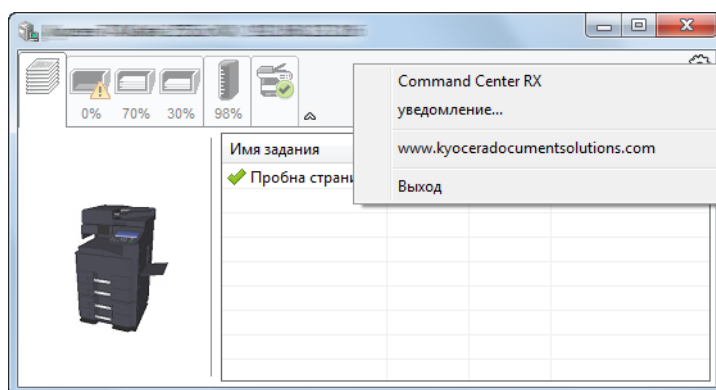 Command Center RX
0% 70% 30% 98%
уведомление...
Имя задания
www.kyoceradocumentsolutions.com
Пробна страни
Выход